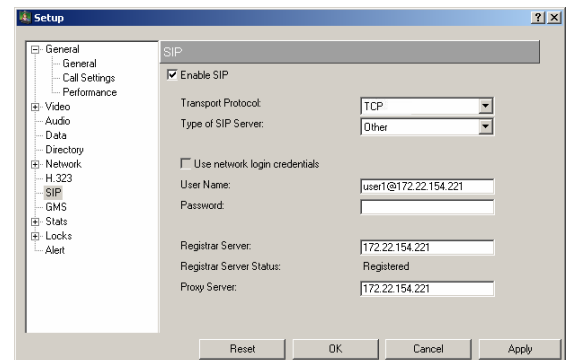 Setup
General
General
Call Settings
Performance
Video
Audio
Data
Directory
Network
H.323
SIP
GMS
Stats
Locks
Alert
SIP
Enable SIP
Transport Protocol: TCP
Type of SIP Server: Other
Use network login credentials
User Name: user1@172.22.154.221
Password:
Registrar Server: 172.22.154.221
Registrar Server Status: Registered
Proxy Server: 172.22.154.221
Reset OK Cancel Apply